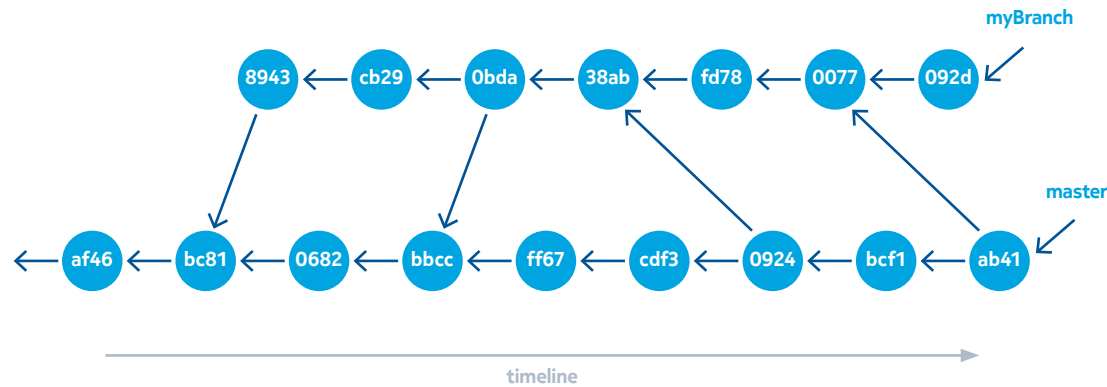 myBranch
8943 cb29 0bda 38ab fd78 0077 092d
master
af46 bc81 0682 bbcc ff67 cdf3 0924 bcf1 ab41
timeline